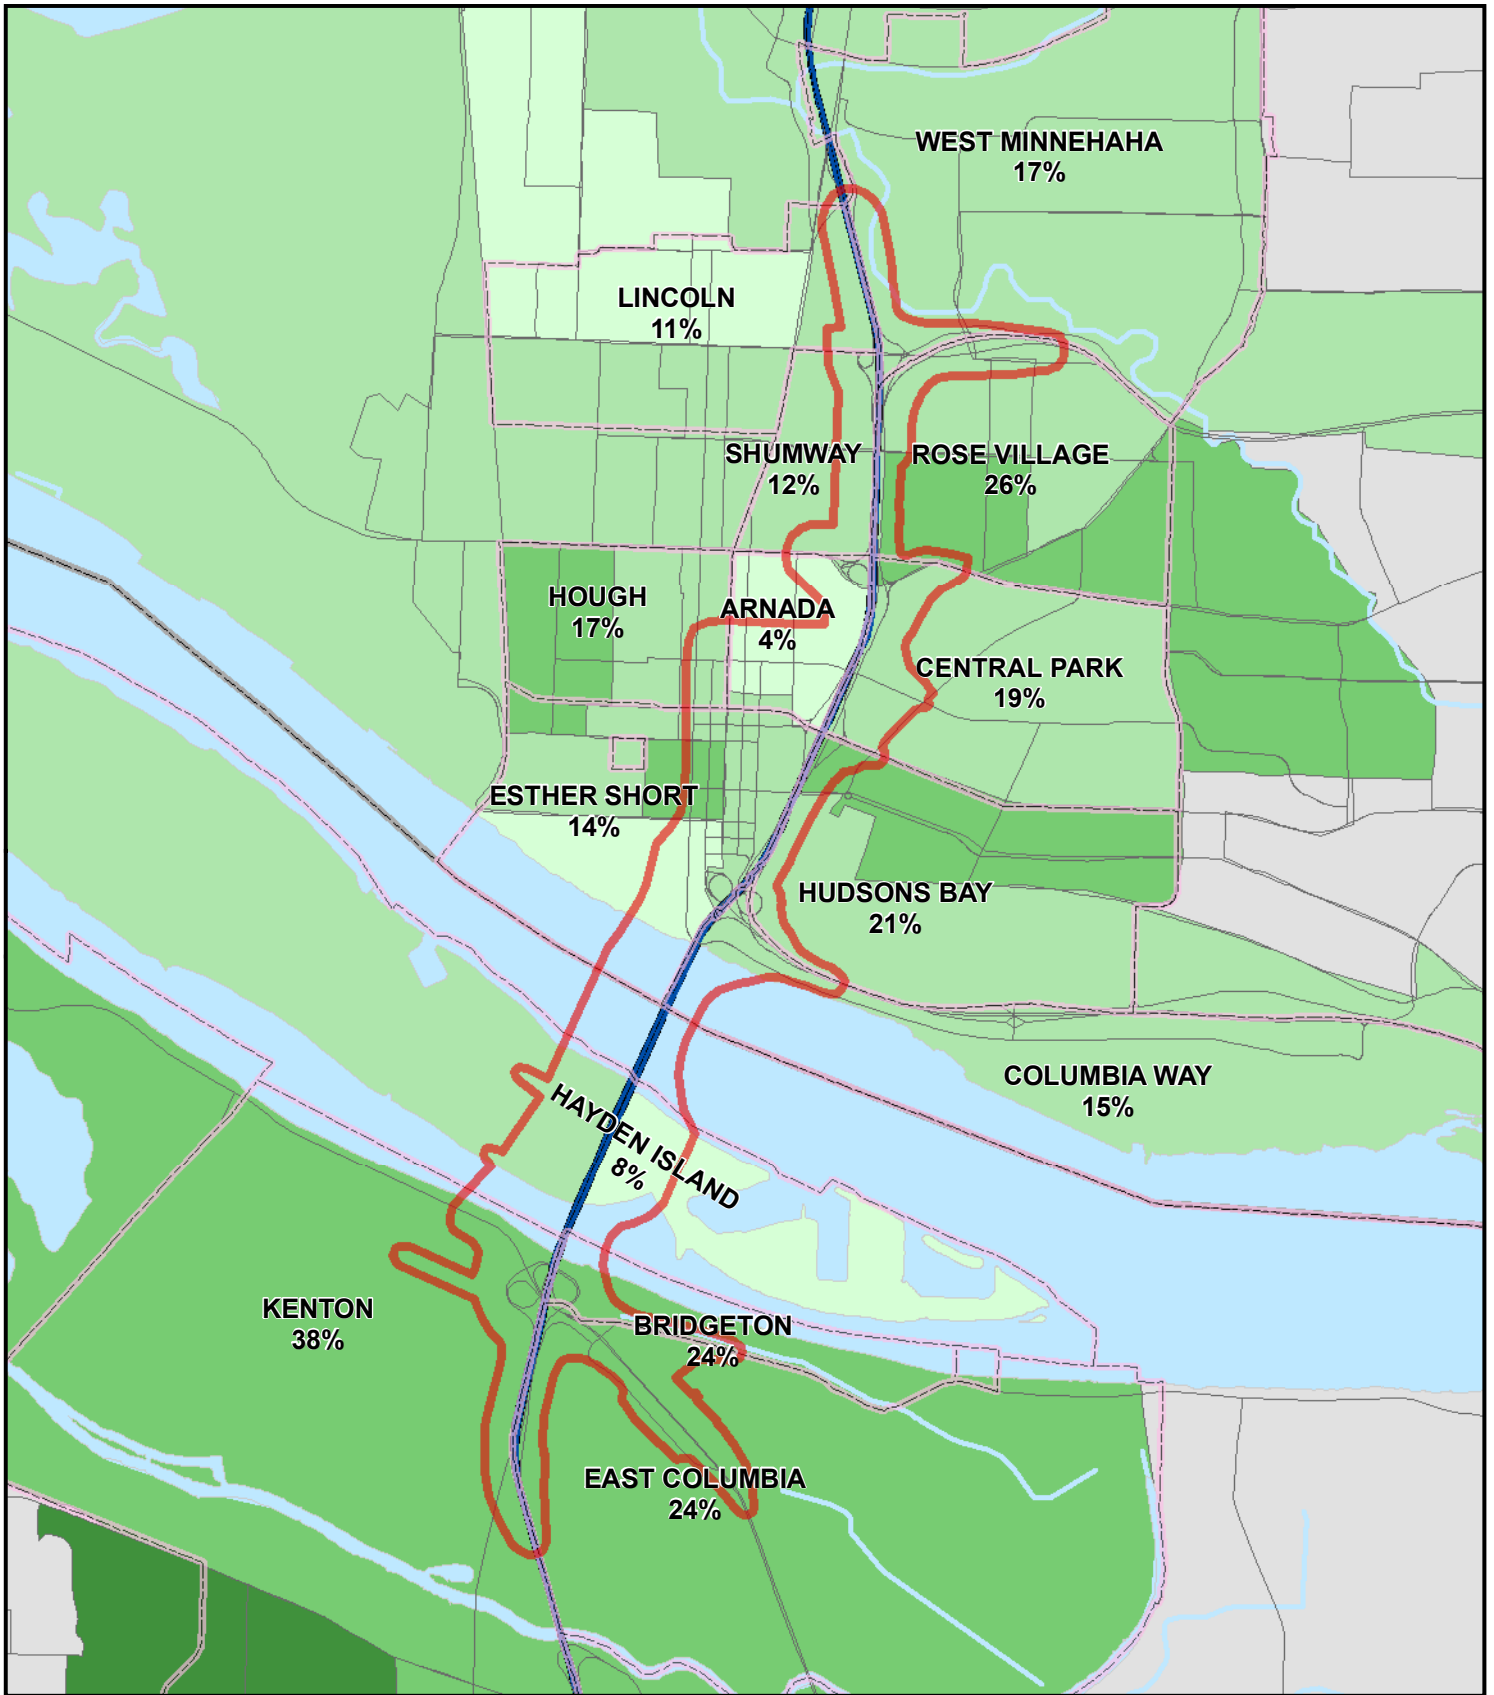 WEST MINNEHAHA
17%
LINCOLN
11%
SHUMWAY
12%
ROSE VILLAGE
26%
HOUGH
17%
ARNADA
4%
CENTRAL PARK
19%
ESTHER SHORT
14%
HUDSONS BAY
21%
COLUMBIA WAY
15%
HAYDEN ISLAND
8%
KENTON
38%
BRIDGETON
24%
EAST COLUMBIA
24%